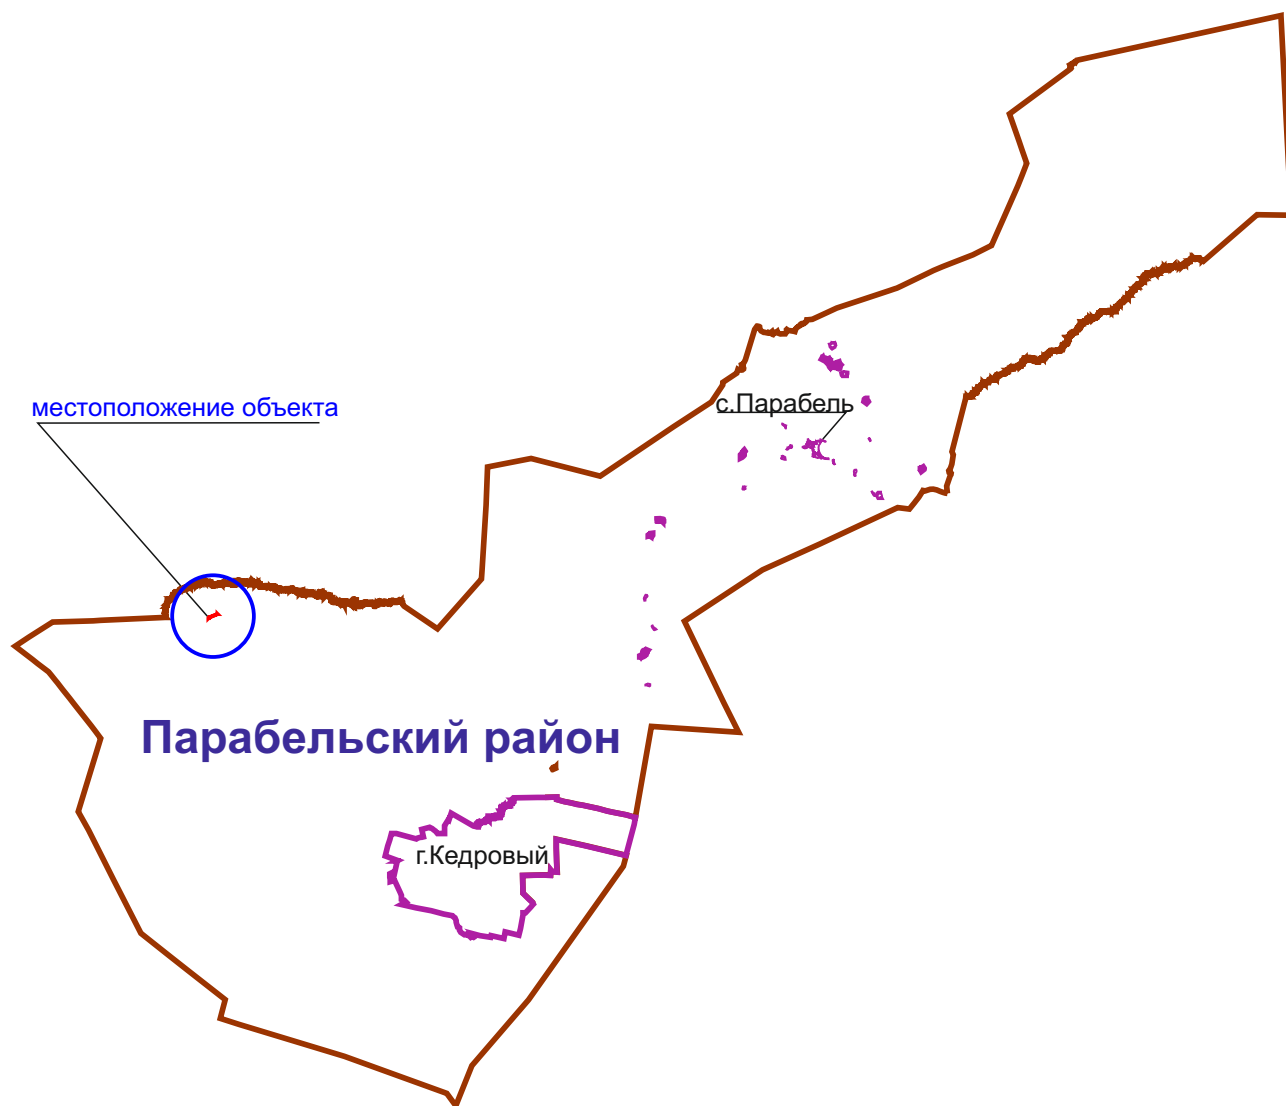 с.Парабель
местоположение объекта
Парабельский район
г.Кедровый